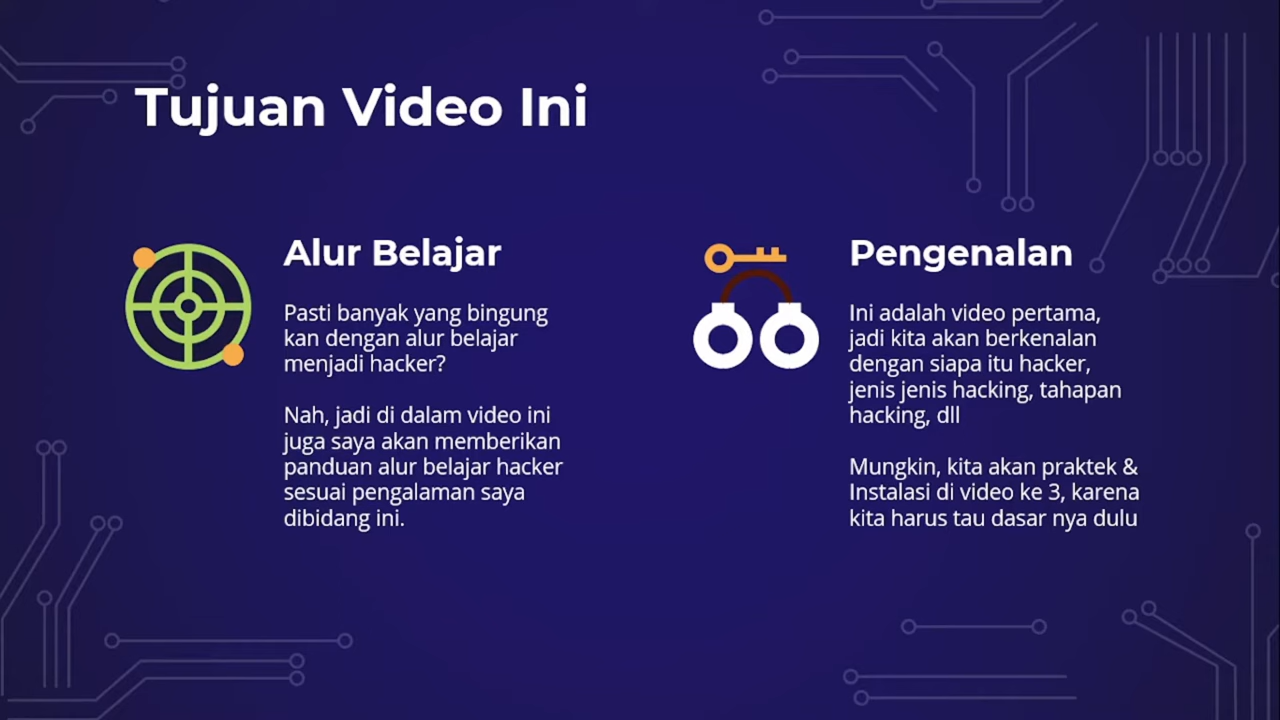 Tujuan Video Ini
Alur Belajar
Pasti banyak yang bingung
kan dengan alur belajar
menjadi hacker?
Nah, jadi di dalam video ini
juga saya akan memberikan
panduan alur belajar hacker
sesuai pengalaman saya
dibidang ini.
Pengenalan
Ini adalah video pertama,
jadi kita akan berkenalan
dengan siapa itu hacker,
jenis jenis hacking, tahapan
hacking, dll
Mungkin, kita akan praktek &
Instalasi di video ke 3, karena
kita harus tau dasar nya dulu